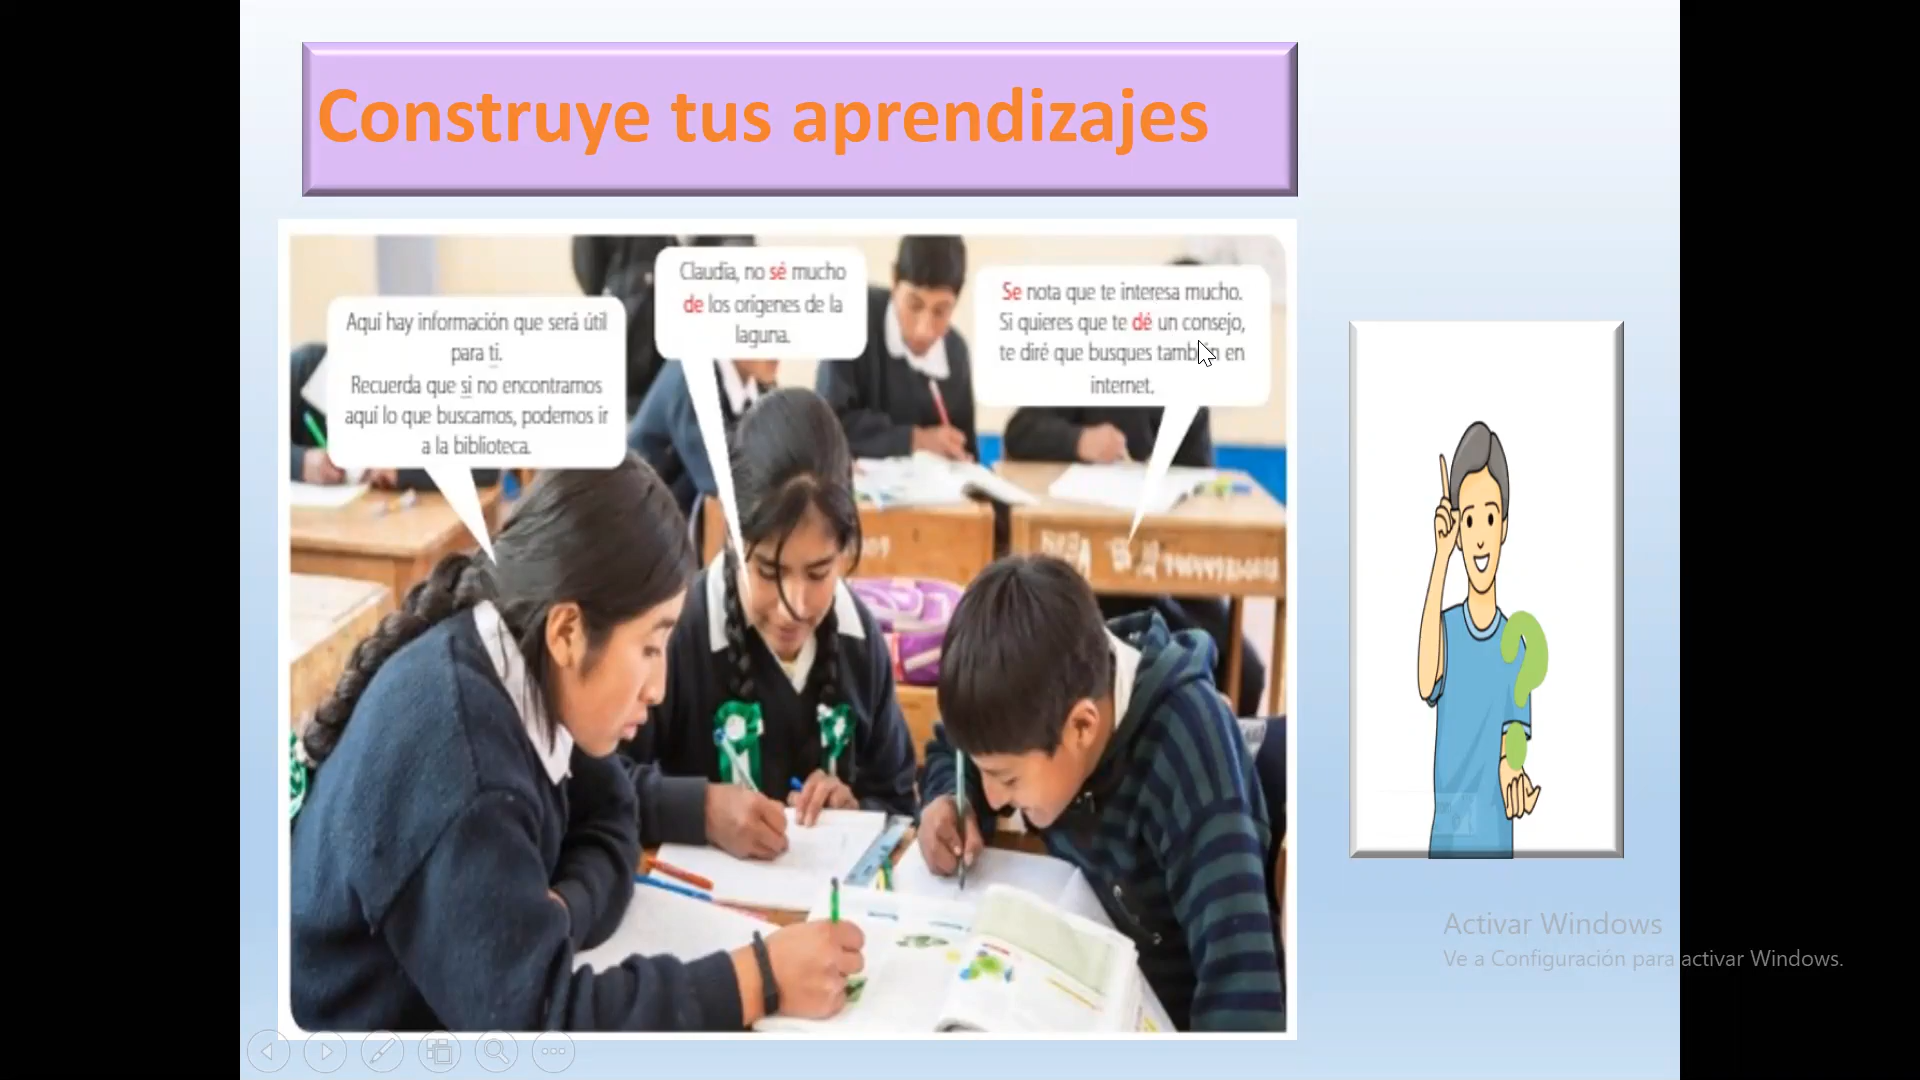 Construye tus aprendizajes
Aquí hay información que será útil
para ti.
Recuerda que si no encontramos
aquí lo que buscamos, podemos ir
a la biblioteca.
Claudia, no sé mucho
de los orígenes de la
laguna.
Se nota que te interesa mucho.
Si quieres que te dé un consejo,
te diré que busques también en
internet.
Activar Windows
Ve a Configuración para activar Windows.